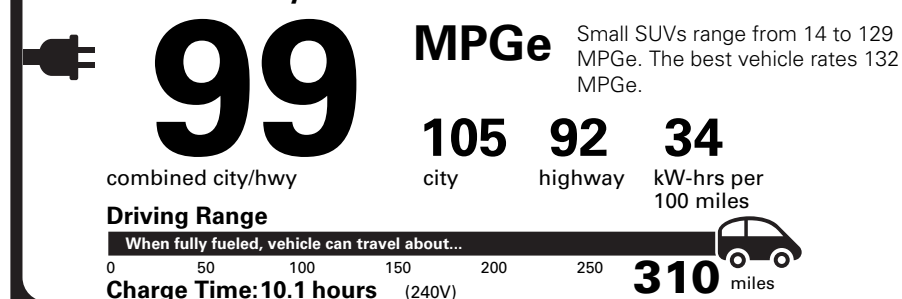 99
MPGe
Small SUVs range from 14 to 129
MPGe. The best vehicle rates 132
MPGe.
105 92 34
combined city/hwy
city highway kW-hrs per
100 miles
Driving Range
When fully fueled, vehicle can travel about...
0 50 100 150 200 250 310 miles
Charge Time:10.1 hours (240V)